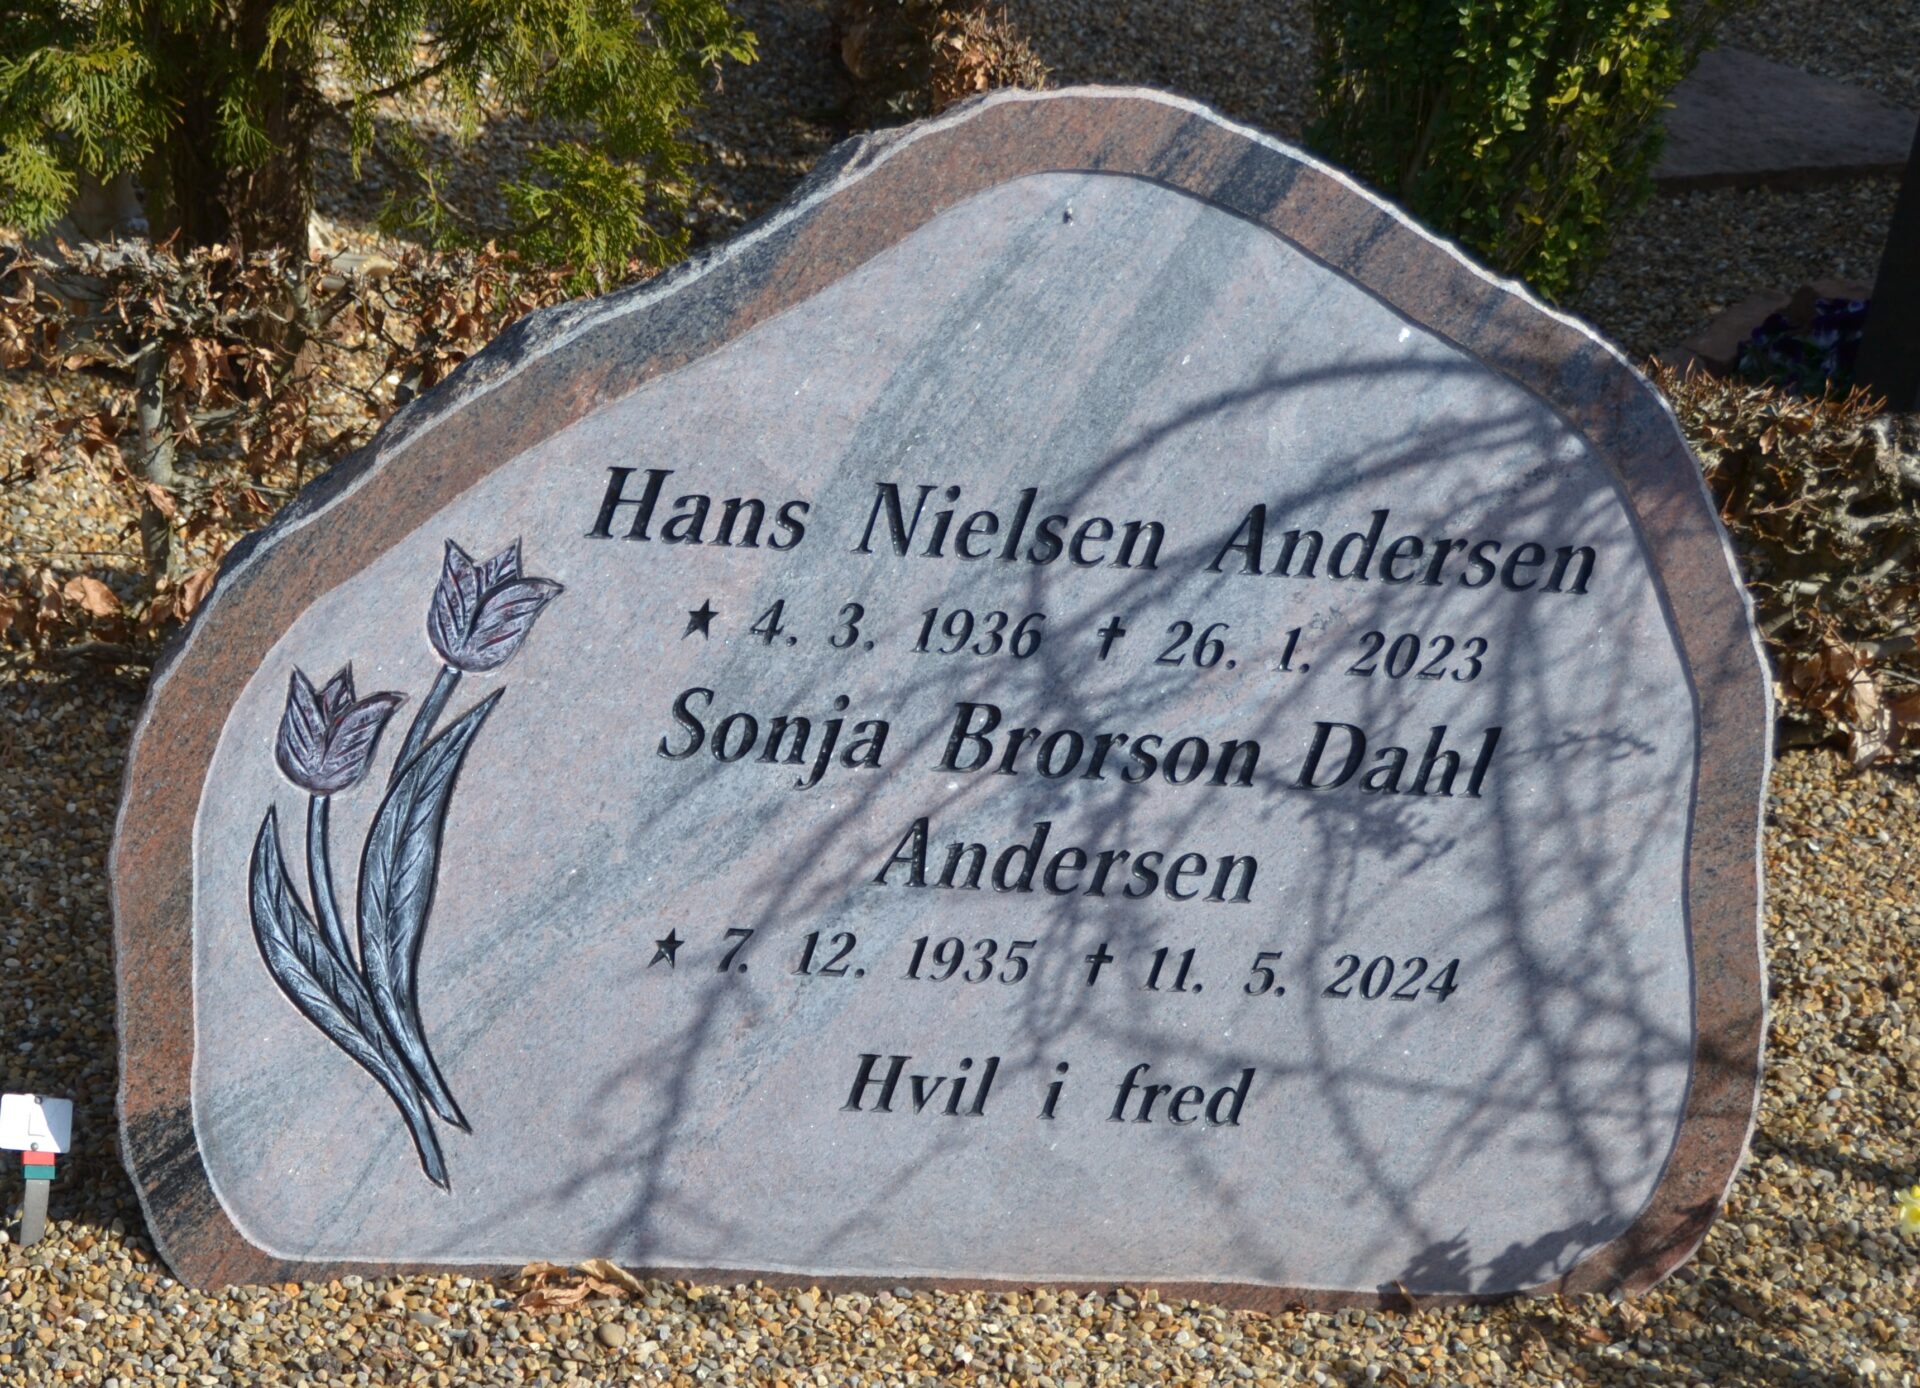 Hans Nielsen Andersen
★ 4. 3. 1936 † 26. 1. 2023
Sonja Brorson Dahl
Andersen
★ 7. 12. 1935 † 11. 5. 2024
Hvil i fred